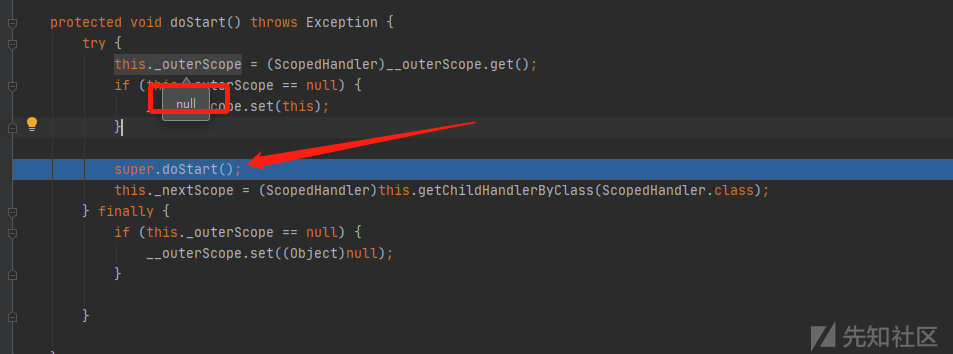 protected void doStart() throws Exception {
try {
this._outerScope = (ScopedHandler)__outerScope.get();
if (this._outerScope == null) {
cope.set(this);
null
}
super.doStart();
this._nextScope = (ScopedHandler)this.getChildHandlerByClass(ScopedHandler.class);
} finally {
if (this._outerScope == null) {
__outerScope.set((Object)null);
}
}
先知社区